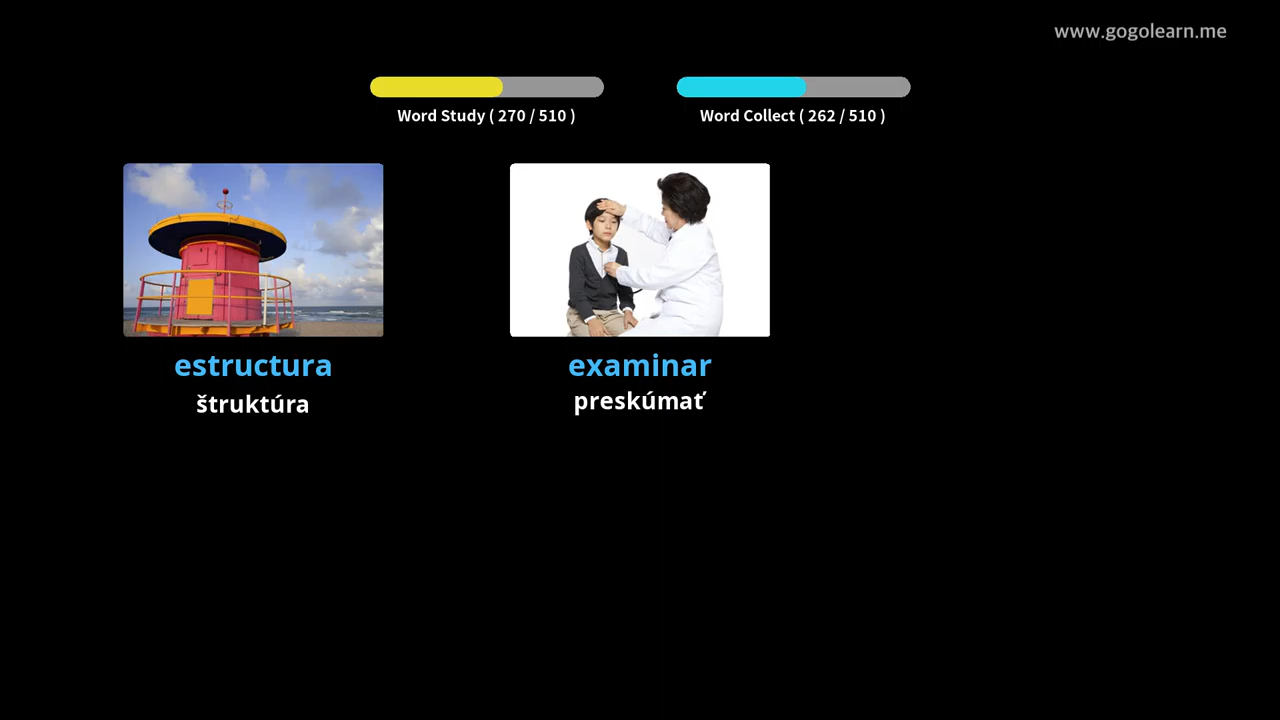 www.gogolearn.me
Word Study ( 270 / 510 )
Word Collect ( 262 / 510 )
estructura
štruktúra
examinar
preskúmať